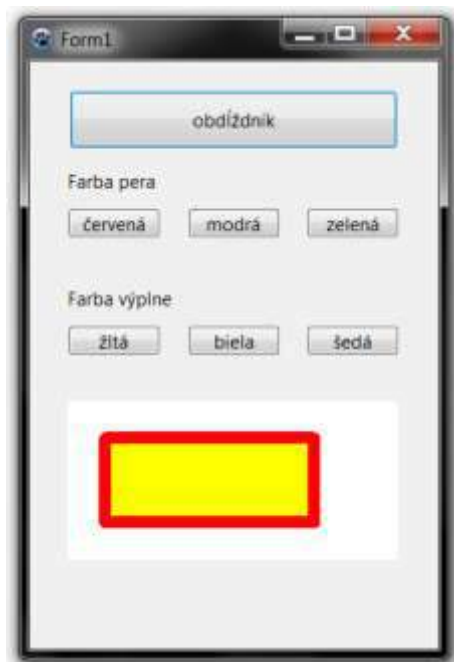 Form1
obdĺždnik
Farba pera
červená modrá zelená
Farba výplne
žltá biela šedá